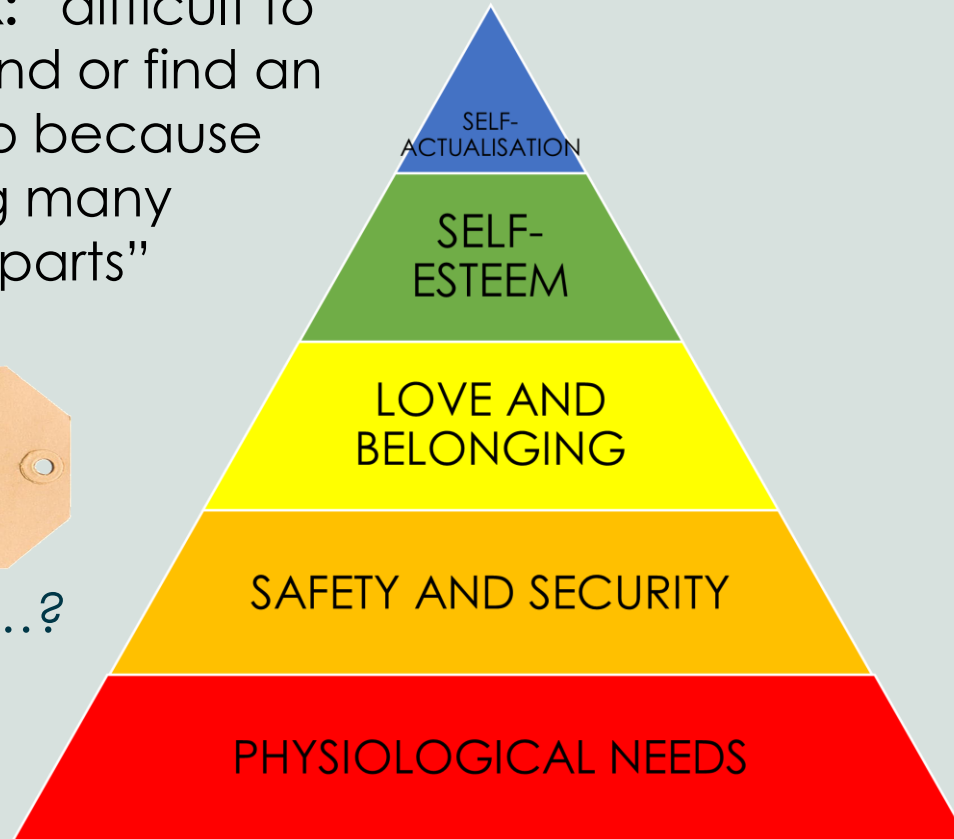 : “difficult to
nd or find an
because
many
parts”
…?
SELF-
ACTUALISATION
SELF-
ESTEEM
LOVE AND
BELONGING
SAFETY AND SECURITY
PHYSIOLOGICAL NEEDS